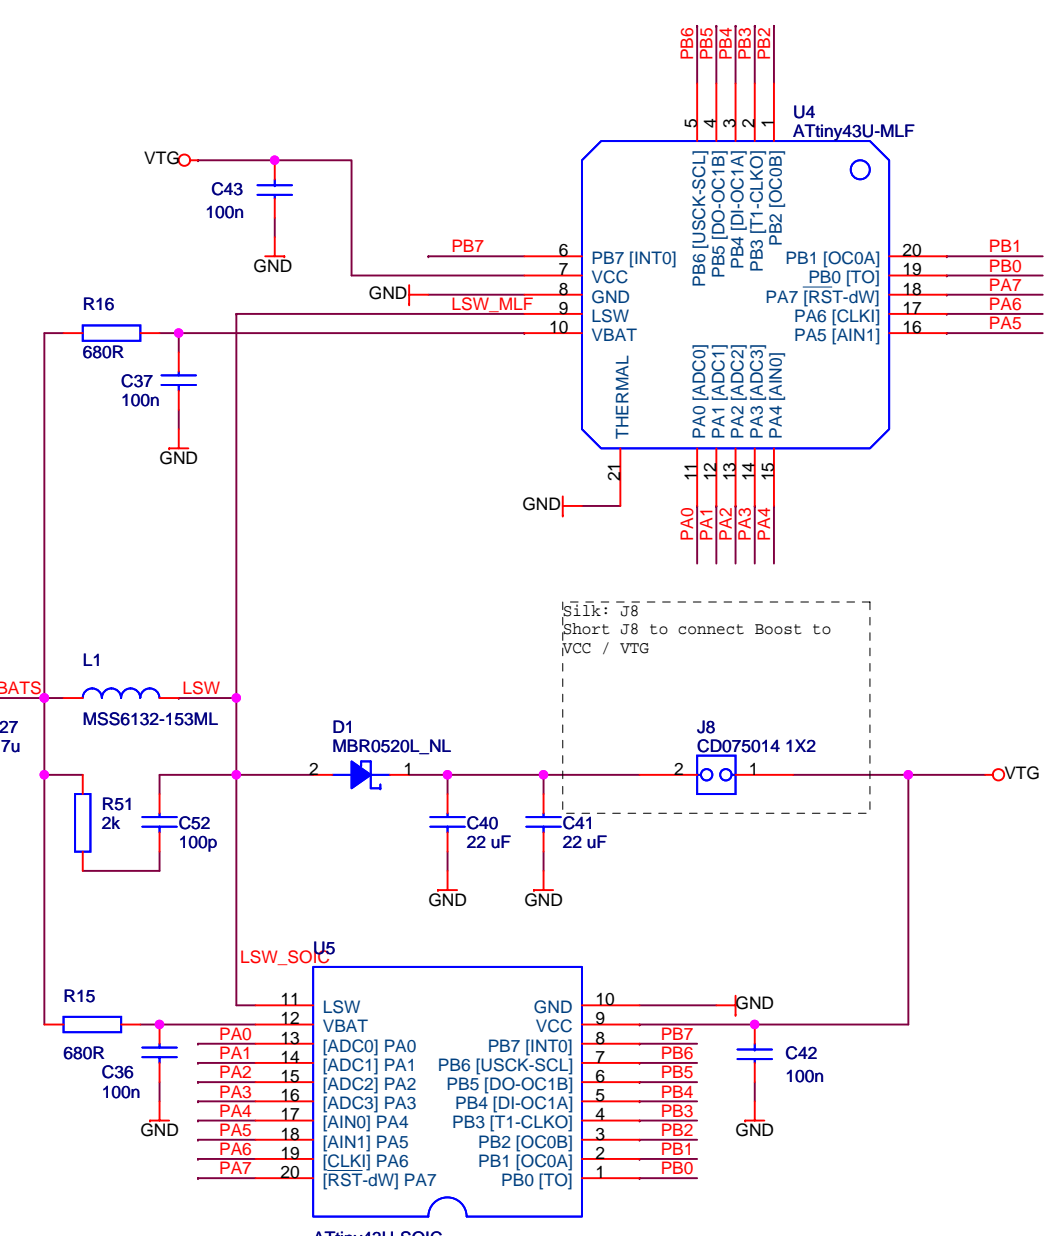 PB6
PB5
PB4
PB3
PB2
5
4
3
2
1
U4
ATtiny43U-MLF
VTG
C43
100n
GND
PB6 [USCK-SCL]
PB5 [DO-OC1B]
PB4 [DI-OC1A]
PB3 [T1-CLKO]
PB2 [OC0B]
PB7
6
PB7 [INT0]
7
VCC
GND
8
GND
LSW_MLF
9
LSW
10
VBAT
PB1 [OC0A]
20
PB1
PB0 [TO]
19
PB0
PA7 [RST-dW]
18
PA7
PA6 [CLKI]
17
PA6
PA5 [AIN1]
16
PA5
R16
680R
C37
100n
GND
THERMAL
PA0 [ADC0]
PA1 [ADC1]
PA2 [ADC2]
PA3 [ADC3]
PA4 [AIN0]
21
11
12
13
14
15
GND
PA0
PA1
PA2
PA3
PA4
Silk: J8
Short J8 to connect Boost to
VCC / VTG
L1
BATS
LSW
MSS6132-153ML
27
7u
D1
MBR0520L_NL
2
1
J8
CD075014 1X2
2
1
VTG
R51
2k
C52
100p
C40
22 uF
C41
22 uF
GND
GND
U5
LSW_SOIC
R15
680R
C36
100n
GND
11
LSW
12
VBAT
PA0
13
[ADC0] PA0
PA1
14
[ADC1] PA1
PA2
15
[ADC2] PA2
PA3
16
[ADC3] PA3
PA4
17
[AIN0] PA4
PA5
18
[AIN1] PA5
PA6
19
[CLKI] PA6
PA7
20
[RST-dW] PA7
GND
10
GND
VCC
9
PB7 [INT0]
8
PB7
PB6 [USCK-SCL]
7
PB6
PB5 [DO-OC1B]
6
PB5
PB4 [DI-OC1A]
5
PB4
PB3 [T1-CLKO]
4
PB3
PB2 [OC0B]
3
PB2
PB1 [OC0A]
2
PB1
PB0 [TO]
1
PB0
C42
100n
GND
ATtiny43U-SOIC